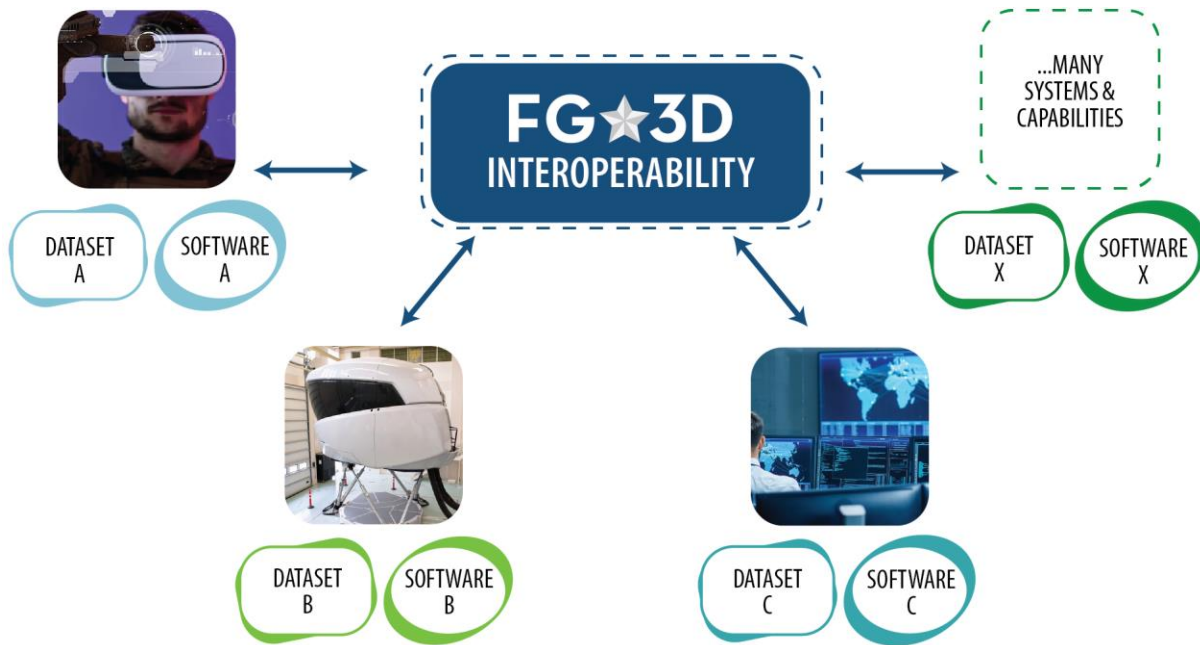 FG★3D
INTEROPERABILITY
...MANY
SYSTEMS &
CAPABILITIES
DATASET
A
SOFTWARE
A
DATASET
X
SOFTWARE
X
DATASET
B
SOFTWARE
B
DATASET
C
SOFTWARE
C